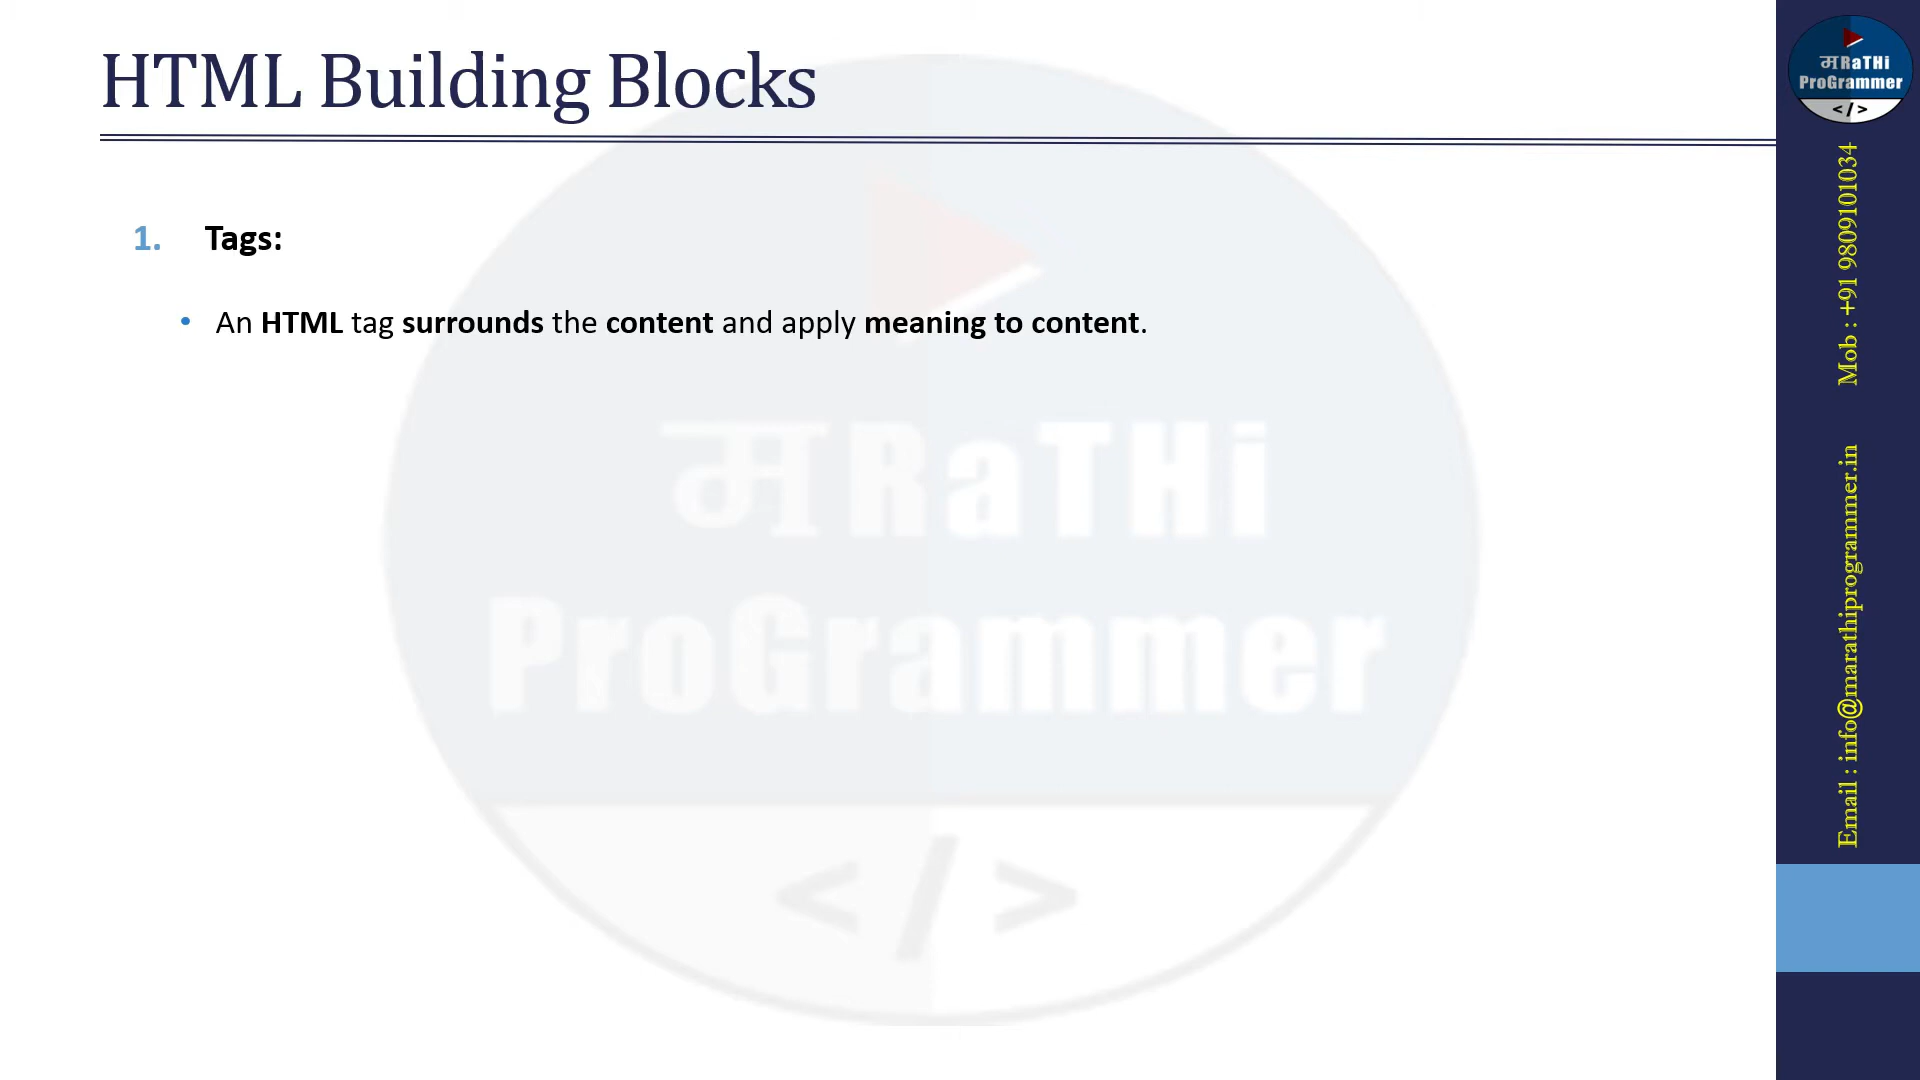 HTML Building Blocks
1. Tags:
• An HTML tag surrounds the content and apply meaning to content.
मRaTHi
ProGrammer
</>
मRaTHi
ProGrammer
</>
Mob : +91 9809101034
Email : info@marathiprogrammer.in